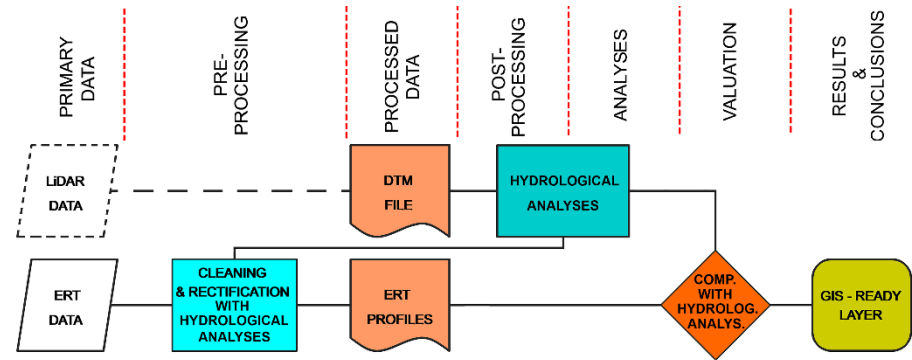 PRIMARY
DATA
PRE-
PROCESSING
PROCESSED
DATA
POST-
PROCESSING
ANALYSES
VALUATION
RESULTS
&
CONCLUSIONS
LiDAR
DATA
DTM
FILE
HYDROLOGICAL
ANALYSES
ERT
DATA
CLEANING
& RECTIFICATION
WITH
HYDROLOGICAL
ANALYSES
ERT
PROFILES
COMP.
WITH
HYDROLOG.
ANALYS.
GIS - READY
LAYER